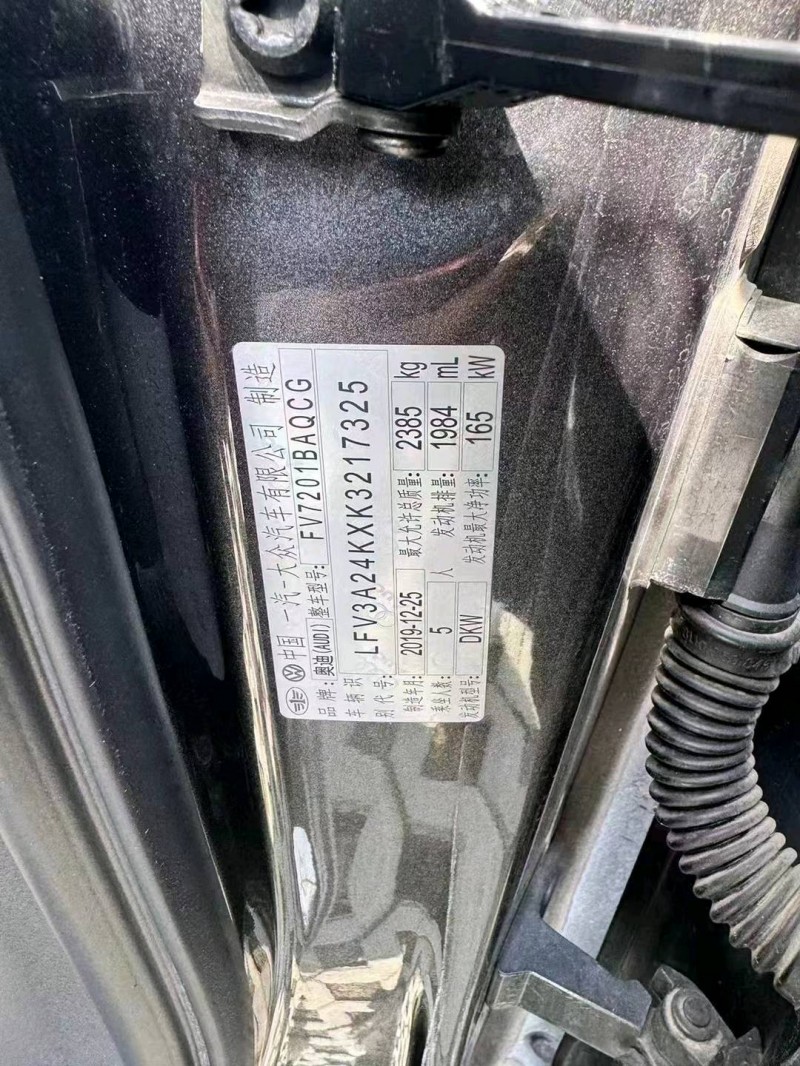 中国 一汽-大众汽车有限公司 制造
品牌: 奥迪(AUDI) 整车型号: FV7201BAQCG
车辆识别代号: LFV3A24KXK3217325
制造年月: 2019-12-25 最大允许总质量: 2385 kg
乘坐人数: 5 人 发动机排量: 1984 mL
发动机型号: DKW 发动机最大净功率: 165 kW